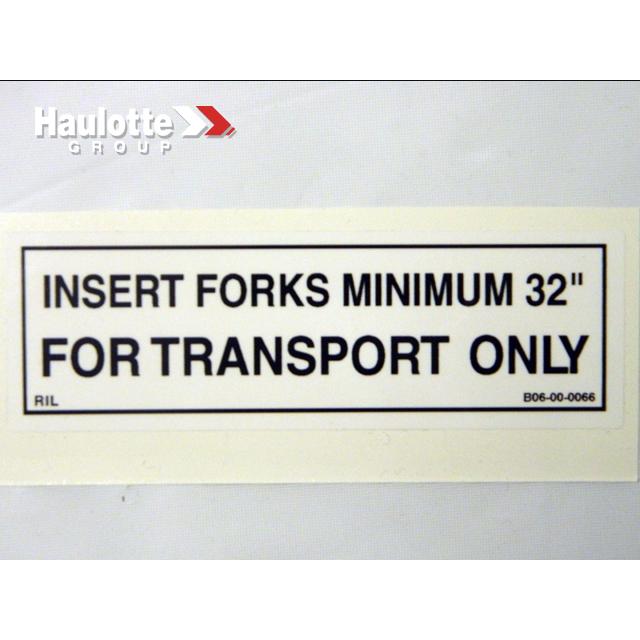 Haulotte
GROUP
INSERT FORKS MINIMUM 32"
FOR TRANSPORT ONLY
RIL
B06-00-0066